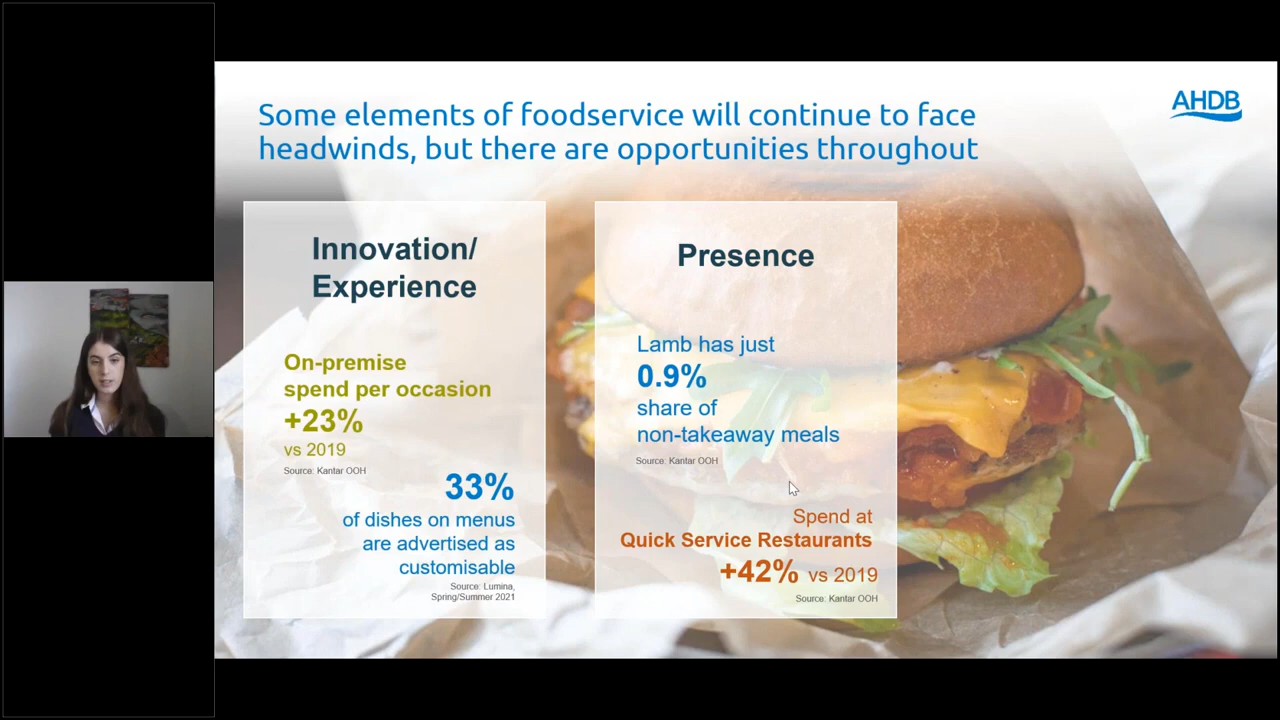 Some elements of foodservice will continue to face
headwinds, but there are opportunities throughout
AHDB
Innovation/
Experience
On-premise
spend per occasion
+23%
vs 2019
Source: Kantar OOH
33%
of dishes on menus
are advertised as
customisable
Source: Lumina,
Spring/Summer 2021
Presence
Lamb has just
0.9%
share of
non-takeaway meals
Source: Kantar OOH
Spend at
Quick Service Restaurants
+42% vs 2019
Source: Kantar OOH